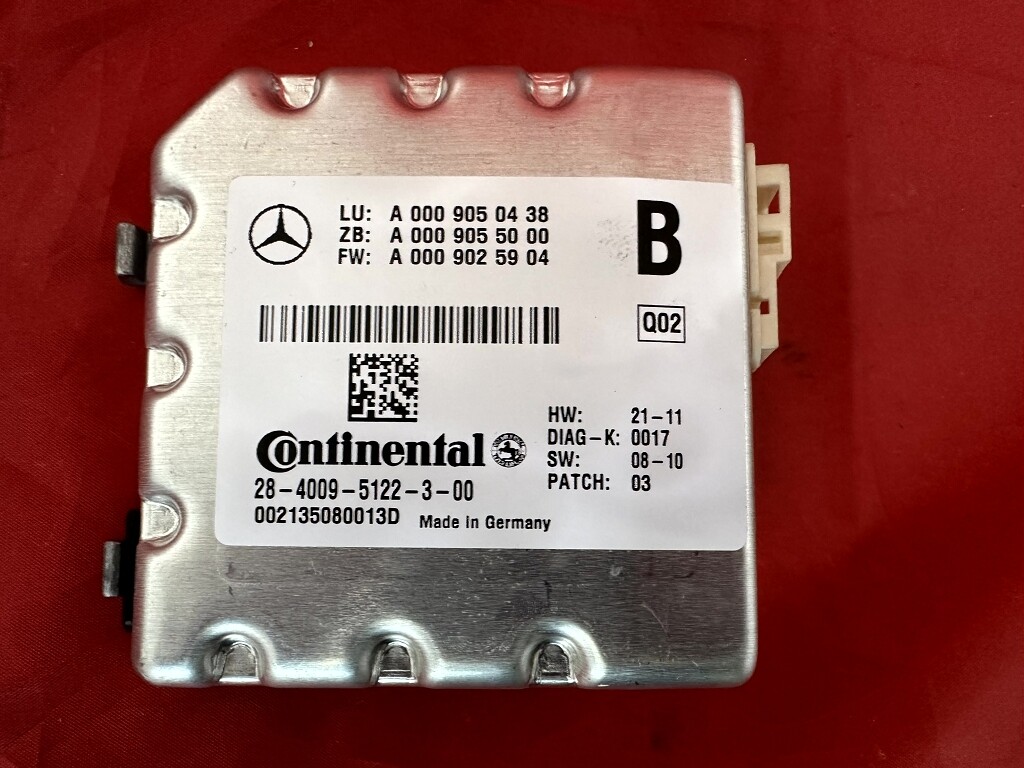 LU: A 000 905 04 38
ZB: A 000 905 50 00
FW: A 000 902 59 04
B
Q02
HW: 21-11
DIAG-K: 0017
SW: 08-10
PATCH: 03
Continental
28-4009-5122-3-00
002135080013D Made in Germany